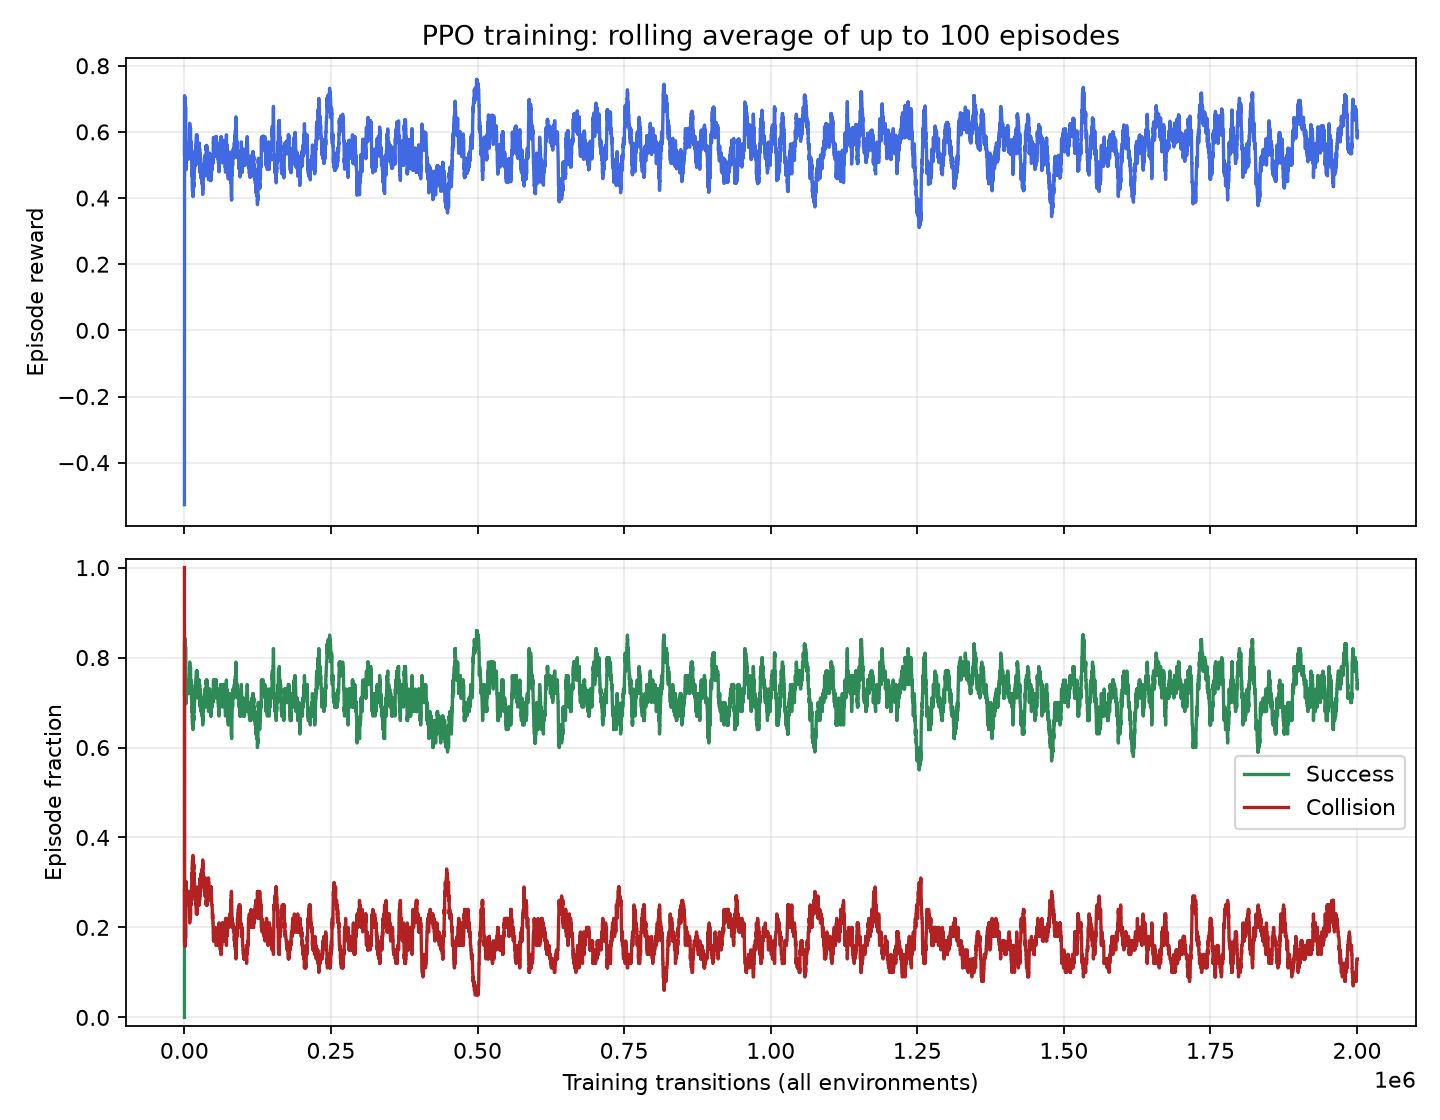 PPO training: rolling average of up to 100 episodes
0.8
0.6
0.4
0.2
0.0
−0.2
−0.4
Episode reward
1.0
0.8
0.6
0.4
0.2
0.0
Episode fraction
Success
Collision
0.00 0.25 0.50 0.75 1.00 1.25 1.50 1.75 2.00
1e6
Training transitions (all environments)